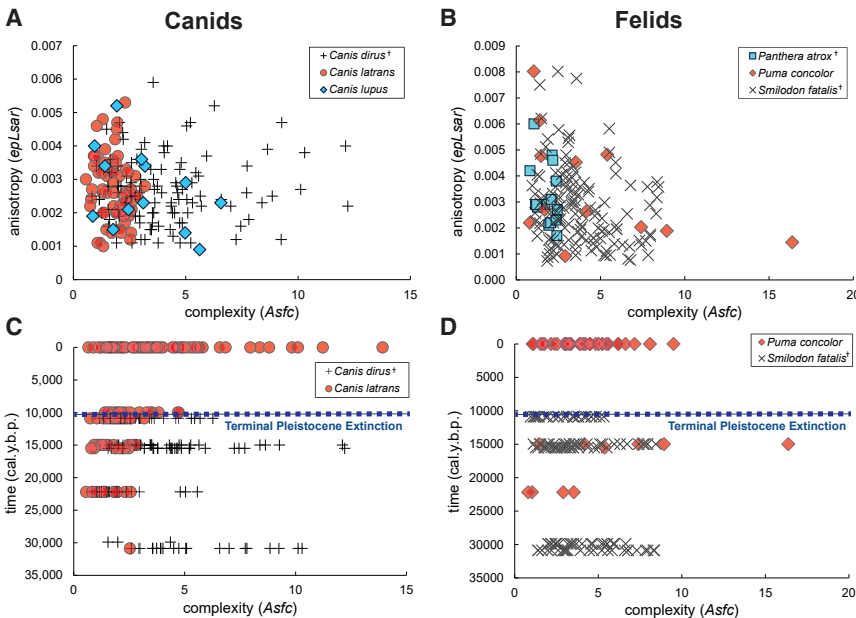 A
Canids
0.007
0.006
0.005
0.004
0.003
0.002
0.001
0
anisotropy (epLsar)
Canis dirus†
Canis latrans
Canis lupus
0
5
10
15
complexity (Asfc)
B
Felids
0.009
0.008
0.007
0.006
0.005
0.004
0.003
0.002
0.001
0.000
anisotropy (epLsar)
Panthera atrox†
Puma concolor
Smilodon fatalis†
0
5
10
15
20
complexity (Asfc)
C
0
5,000
10,000
15,000
20,000
25,000
30,000
35,000
time (cal.y.b.p.)
Canis dirus†
Canis latrans
Terminal Pleistocene Extinction
0
5
10
15
complexity (Asfc)
D
0
5000
10000
15000
20000
25000
30000
35000
time (cal.y.b.p.)
Puma concolor
Smilodon fatalis†
Terminal Pleistocene Extinction
0
5
10
15
20
complexity (Asfc)